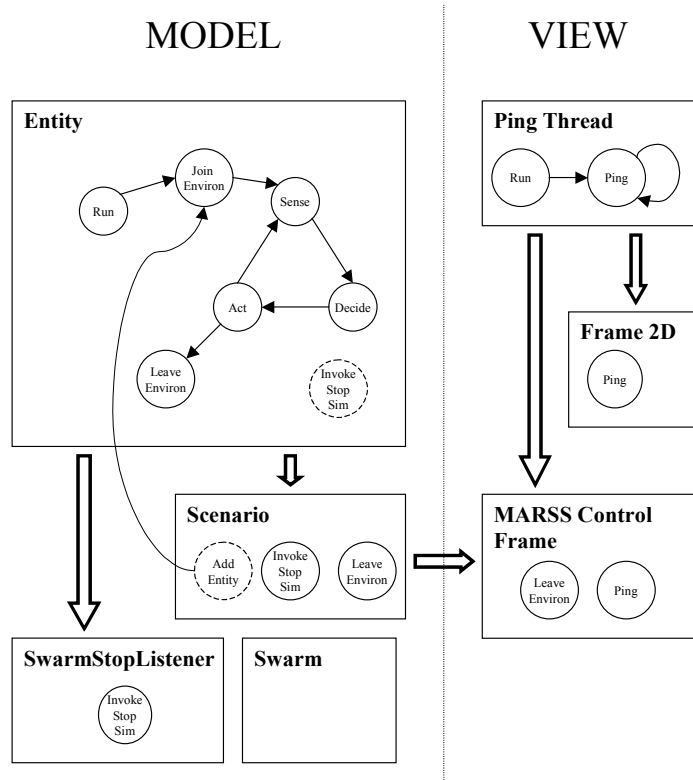 MODEL
VIEW
Entity
Join
Environ
Run
Sense
Act
Decide
Leave
Environ
Invoke
Stop
Sim
Ping Thread
Run
Ping
Frame 2D
Ping
Scenario
Add
Entity
Invoke
Stop
Sim
Leave
Environ
MARSS Control
Frame
Leave
Environ
Ping
SwarmStopListener
Invoke
Stop
Sim
Swarm